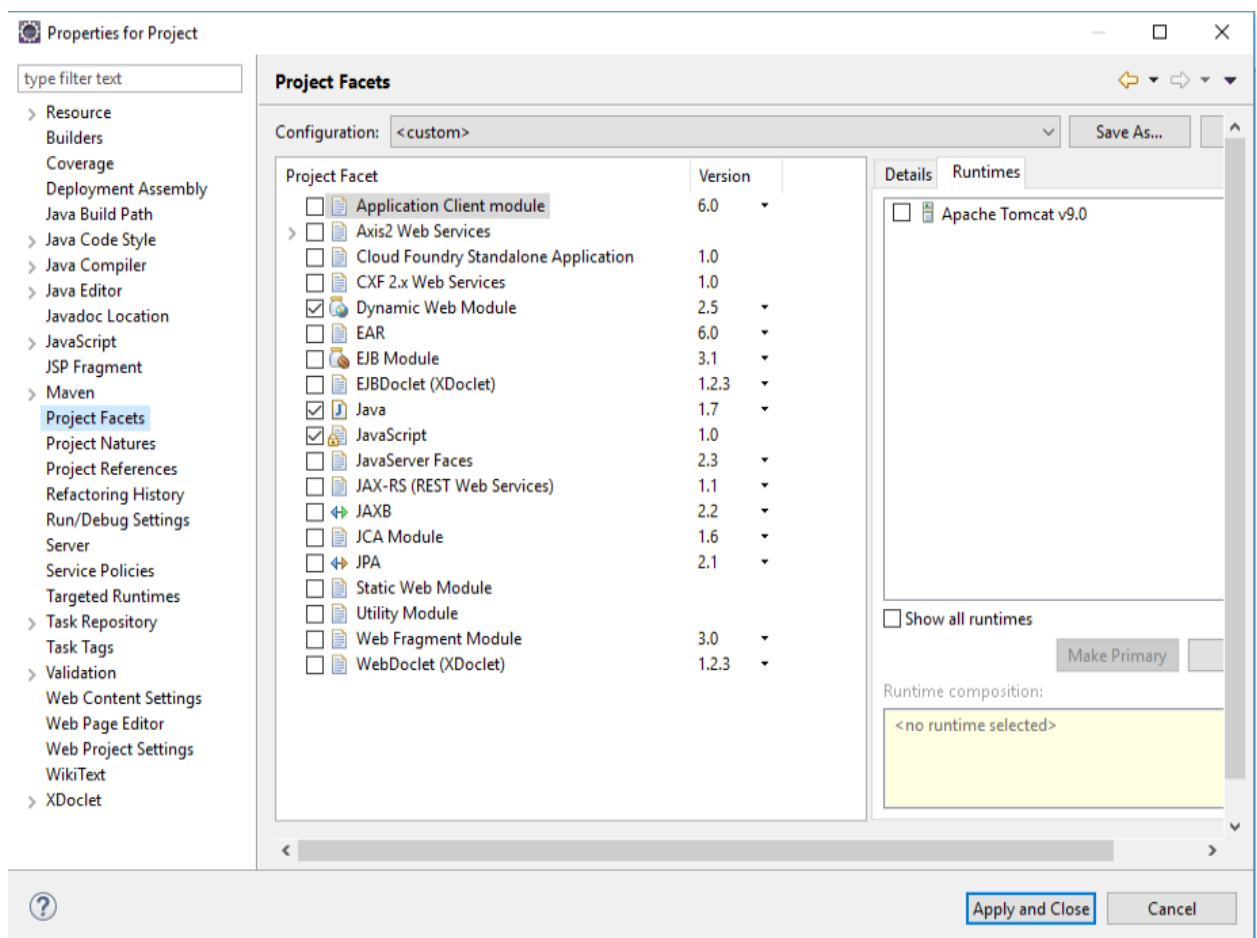 Properties for Project
type filter text
Resource
Builders
Coverage
Deployment Assembly
Java Build Path
Java Code Style
Java Compiler
Java Editor
Javadoc Location
JavaScript
JSP Fragment
Maven
Project Facets
Project Natures
Project References
Refactoring History
Run/Debug Settings
Server
Service Policies
Targeted Runtimes
Task Repository
Task Tags
Validation
Web Content Settings
Web Page Editor
Web Project Settings
WikiText
XDoclet
Project Facets
Configuration: <custom> Save As...
Project Facet Version
Application Client module 6.0
Axis2 Web Services
Cloud Foundry Standalone Application 1.0
CXF 2.x Web Services 1.0
Dynamic Web Module 2.5
EAR 6.0
EJB Module 3.1
EJBDoclet (XDoclet) 1.2.3
Java 1.7
JavaScript 1.0
JavaServer Faces 2.3
JAX-RS (REST Web Services) 1.1
JAXB 2.2
JCA Module 1.6
JPA 2.1
Static Web Module
Utility Module
Web Fragment Module 3.0
WebDoclet (XDoclet) 1.2.3
Details Runtimes
Apache Tomcat v9.0
Show all runtimes
Make Primary
Runtime composition:
<no runtime selected>
Apply and Close Cancel